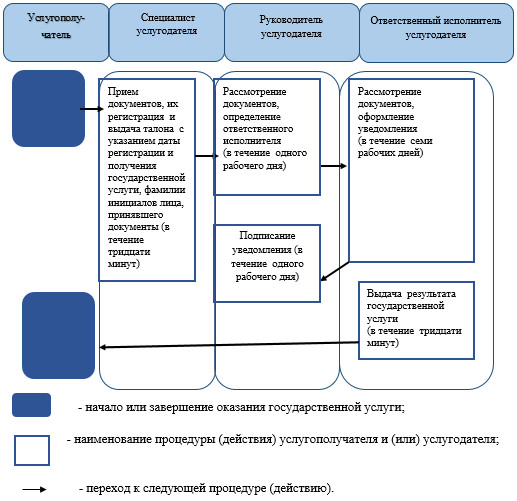 Услугополу-
чатель
Специалист
услугодателя
Руководитель
услугодателя
Ответственный исполнитель
услугодателя
Прием
документов, их
регистрация и
выдача талона с
указанием даты
регистрации и
получения
государственной
услуги, фамилии
инициалов лица,
принявшего
документы (в
течение
тридцати
минут)
Рассмотрение
документов,
определение
ответственного
исполнителя
(в течение одного
рабочего дня)
Рассмотрение
документов,
оформление
уведомления
(в течение семи
рабочих дней)
Подписание
уведомления (в
течение одного
рабочего дня)
Выдача результата
государственной
услуги
(в течение тридцати
минут)
- начало или завершение оказания государственной услуги;
- наименование процедуры (действия) услугополучателя и (или) услугодателя;
- переход к следующей процедуре (действию).